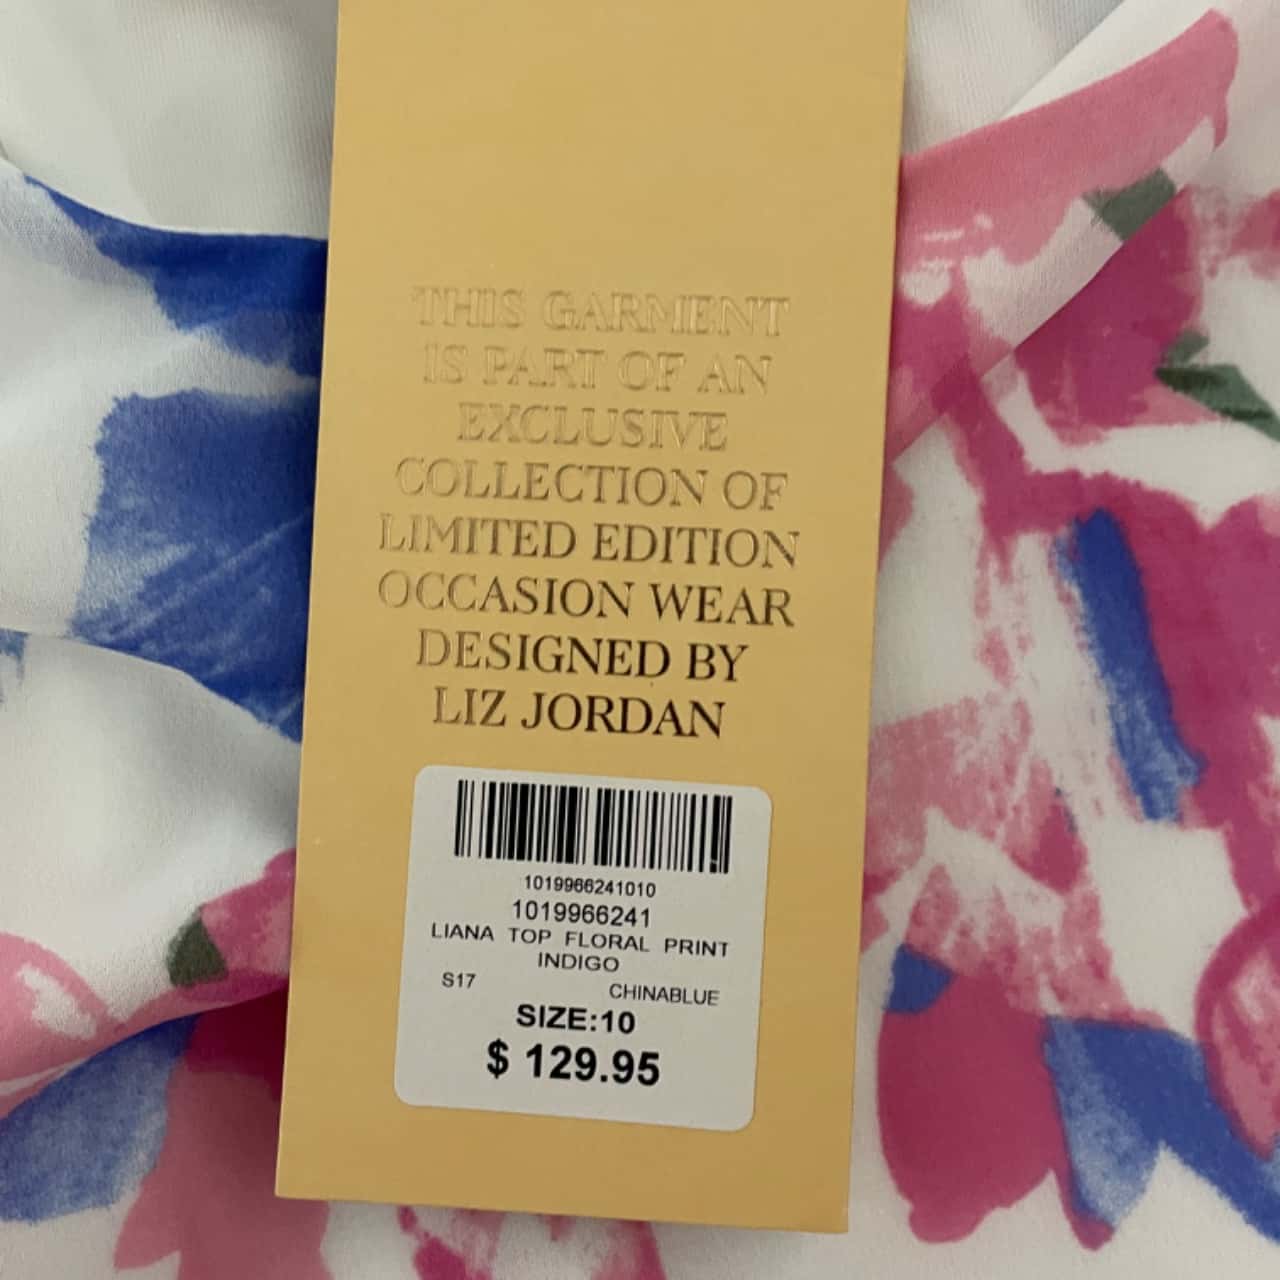 THIS GARMENT
IS PART OF AN
EXCLUSIVE
COLLECTION OF
LIMITED EDITION
OCCASION WEAR
DESIGNED BY
LIZ JORDAN
1019966241010
1019966241
LIANA TOP FLORAL PRINT
INDIGO
S17 CHINABLUE
SIZE:10
$ 129.95